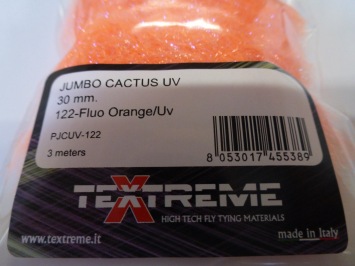 JUMBO CACTUS UV
30 mm.
122-Fluo Orange/Uv
PJCUV-122
3 meters
8 053017 455389
TEXTREME
HIGH TECH FLY TYING MATERIALS
www.textreme.it
made in Italy